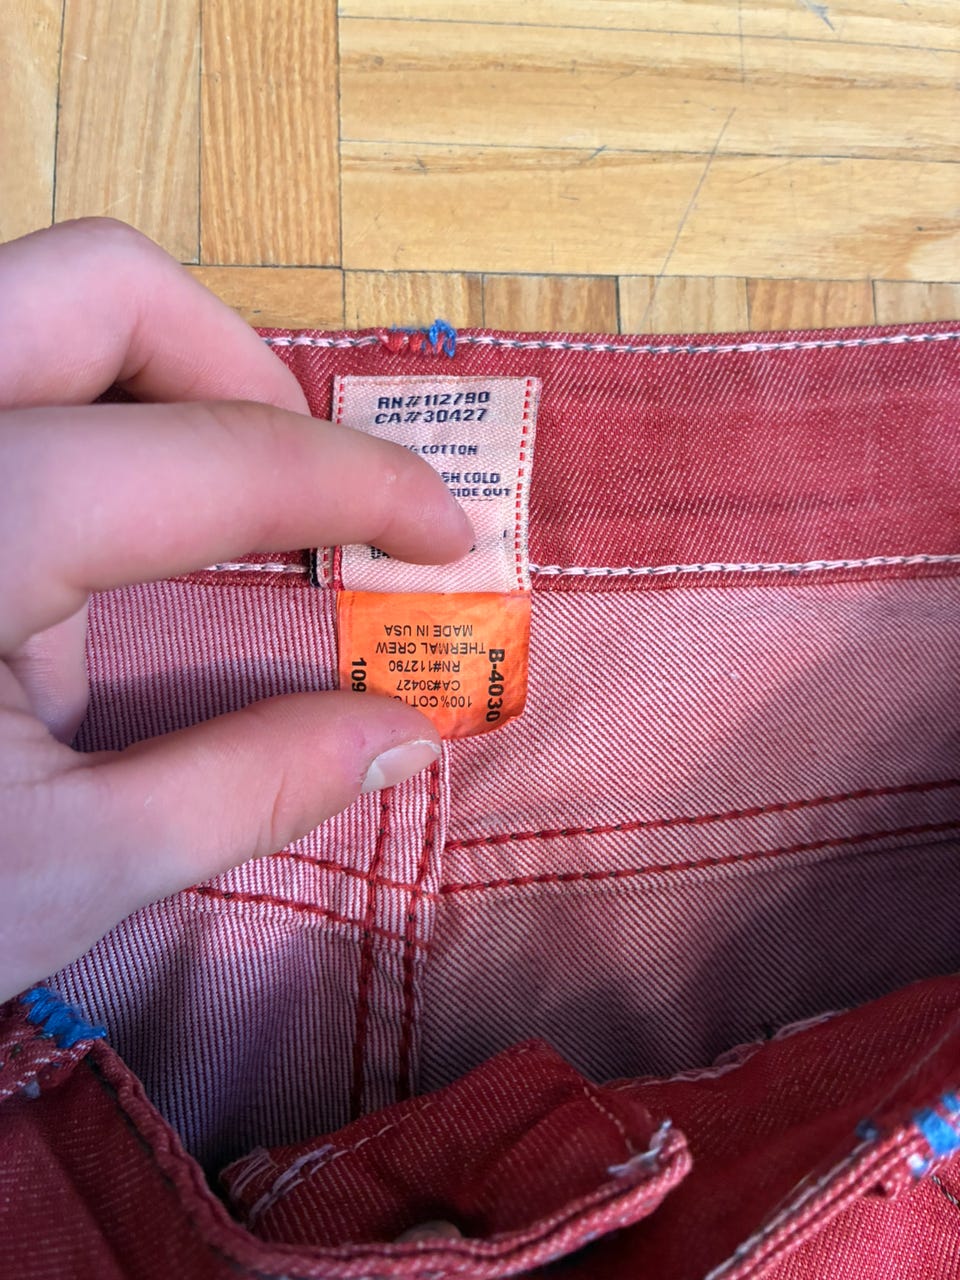 RN#112790
CA#30427
COTTON
SH COLD
SIDE OUT
MADE IN USA
THERMAL CREW
RN#112790
CA#30427
100% COTTO
B-4030
109